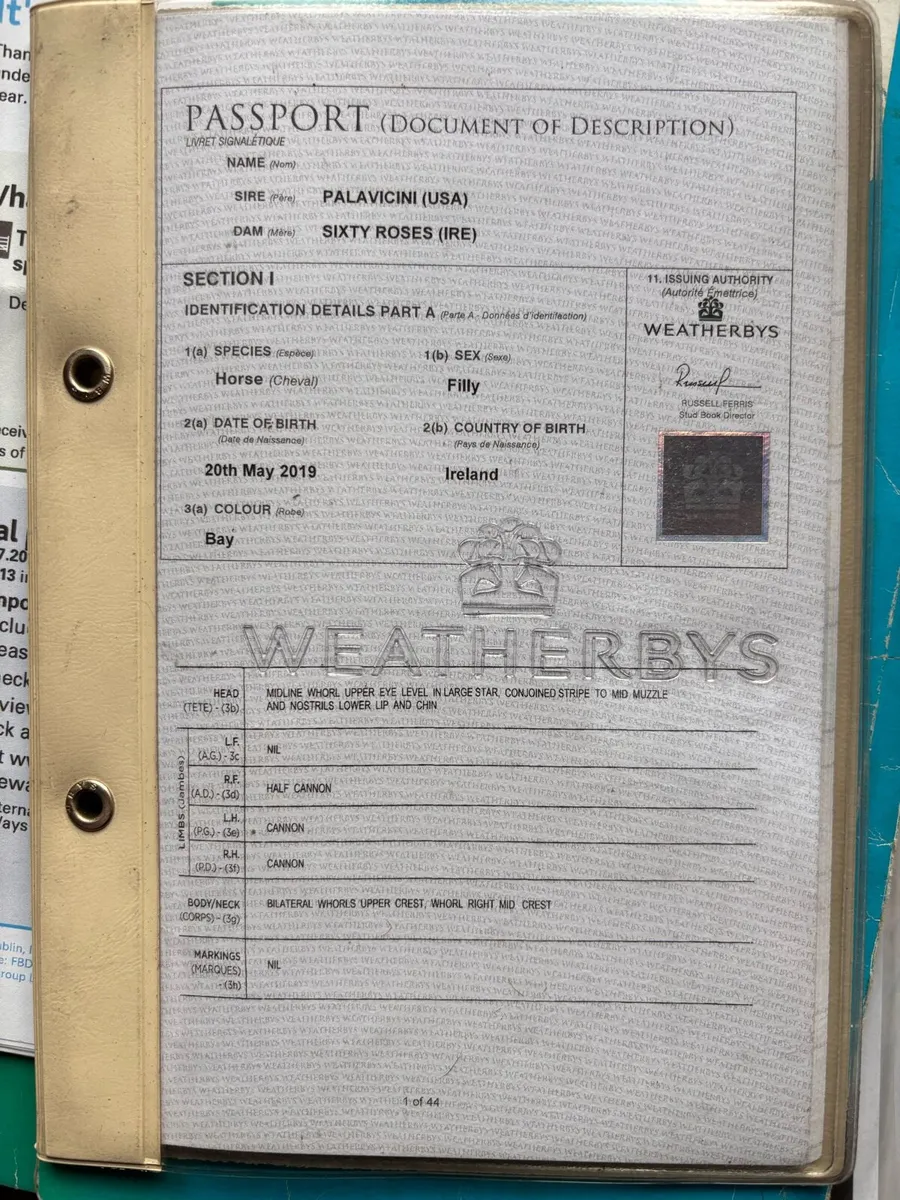 PASSPORT (DOCUMENT OF DESCRIPTION)
LIVRET SIGNALÉTIQUE
NAME (Nom)
SIRE (Père) PALAVICINI (USA)
DAM (Mère) SIXTY ROSES (IRE)
SECTION I
IDENTIFICATION DETAILS PART A (Partie A - Données d'identifaction)
1(a) SPECIES (Espèce) 1(b) SEX (Sexe)
Horse (Cheval) Filly
2(a) DATE OF BIRTH 2(b) COUNTRY OF BIRTH
(Date de Naissance) (Pays de Naissance)
20th May 2019 Ireland
3(a) COLOUR (Robe)
Bay
11. ISSUING AUTHORITY
(Autorité Émettrice)
WEATHERBYS
RUSSELL FERRIS
Stud Book Director
WEATHERBYS
HEAD
(TETE) - (3b)
MIDLINE WHORL UPPER EYE LEVEL IN LARGE STAR, CONJOINED STRIPE TO MID MUZZLE
AND NOSTRILS LOWER LIP AND CHIN
LIMBS (Jambes)
L.F.
(A.G.) - 3c
NIL
R.F.
(A.D.) - (3d)
HALF CANNON
L.H.
(P.G.) - (3e)
CANNON
R.H.
(P.D.) - (3f)
CANNON
BODY/NECK
(CORPS) - (3g)
BILATERAL WHORLS UPPER CREST, WHORL RIGHT MID CREST
MARKINGS
(MARQUES)
- (3h)
NIL
1 of 44